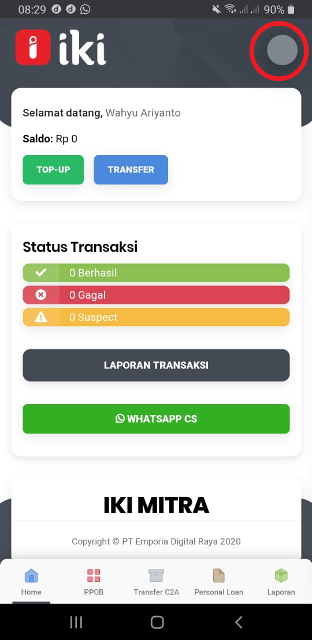 08:29
90%
iki
Selamat datang, Wahyu Ariyanto
Saldo: Rp 0
TOP-UP
TRANSFER
Status Transaksi
0 Berhasil
0 Gagal
0 Suspect
LAPORAN TRANSAKSI
WHATSAPP CS
IKI MITRA
Copyright © PT Emporia Digital Raya 2020
Home
PPOB
Transfer C2A
Personal Loan
Laporan